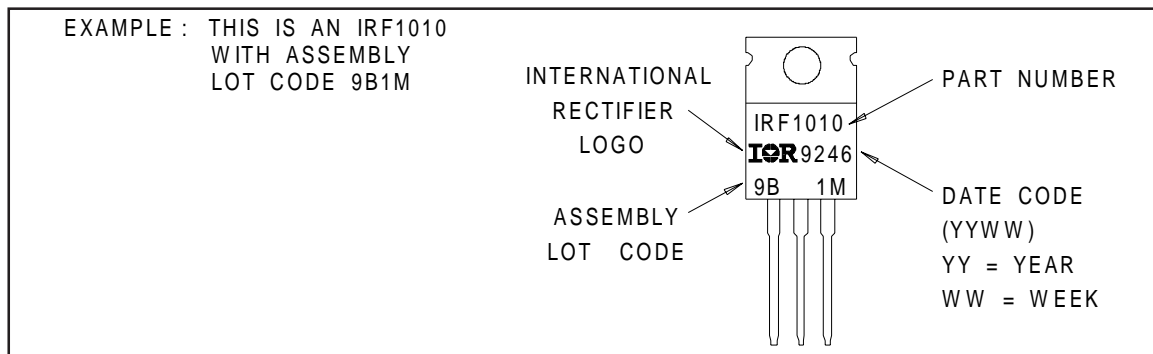 EXAMPLE : THIS IS AN IRF1010
WITH ASSEMBLY
LOT CODE 9B1M
INTERNATIONAL
RECTIFIER
LOGO
ASSEMBLY
LOT CODE
IRF1010
IOR 9246
9B 1M
PART NUMBER
DATE CODE
(YYWW)
YY = YEAR
WW = WEEK